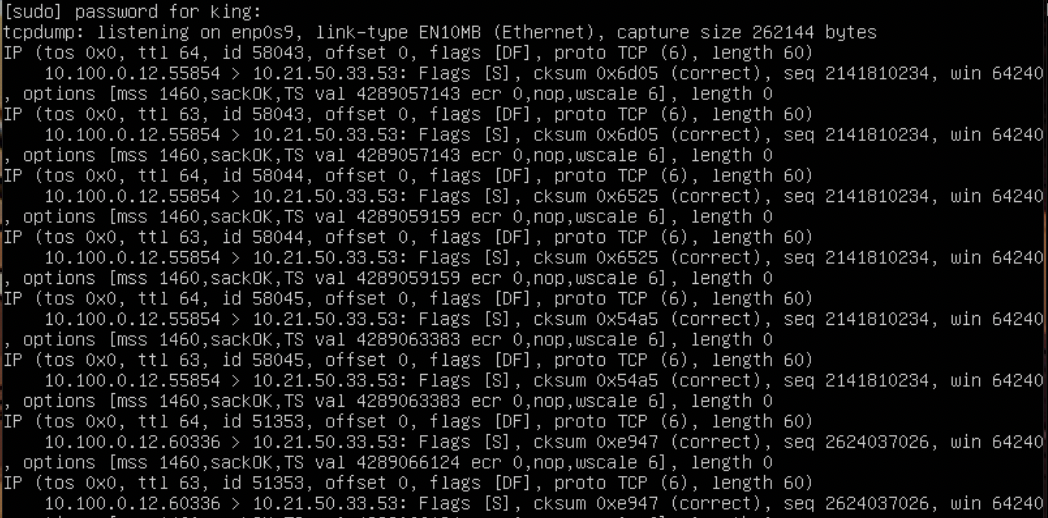 [sudo] password for king:
tcpdump: listening on enp0s9, link-type EN10MB (Ethernet), capture size 262144 bytes
IP (tos 0x0, ttl 64, id 58043, offset 0, flags [DF], proto TCP (6), length 60)
    10.100.0.12.55854 > 10.21.50.33.53: Flags [S], cksum 0x6d05 (correct), seq 2141810234, win 64240
, options [mss 1460,sackOK,TS val 4289057143 ecr 0,nop,wscale 6], length 0
IP (tos 0x0, ttl 63, id 58043, offset 0, flags [DF], proto TCP (6), length 60)
    10.100.0.12.55854 > 10.21.50.33.53: Flags [S], cksum 0x6d05 (correct), seq 2141810234, win 64240
, options [mss 1460,sackOK,TS val 4289057143 ecr 0,nop,wscale 6], length 0
IP (tos 0x0, ttl 64, id 58044, offset 0, flags [DF], proto TCP (6), length 60)
    10.100.0.12.55854 > 10.21.50.33.53: Flags [S], cksum 0x6525 (correct), seq 2141810234, win 64240
, options [mss 1460,sackOK,TS val 4289059159 ecr 0,nop,wscale 6], length 0
IP (tos 0x0, ttl 63, id 58044, offset 0, flags [DF], proto TCP (6), length 60)
    10.100.0.12.55854 > 10.21.50.33.53: Flags [S], cksum 0x6525 (correct), seq 2141810234, win 64240
, options [mss 1460,sackOK,TS val 4289059159 ecr 0,nop,wscale 6], length 0
IP (tos 0x0, ttl 64, id 58045, offset 0, flags [DF], proto TCP (6), length 60)
    10.100.0.12.55854 > 10.21.50.33.53: Flags [S], cksum 0x54a5 (correct), seq 2141810234, win 64240
, options [mss 1460,sackOK,TS val 4289063383 ecr 0,nop,wscale 6], length 0
IP (tos 0x0, ttl 63, id 58045, offset 0, flags [DF], proto TCP (6), length 60)
    10.100.0.12.55854 > 10.21.50.33.53: Flags [S], cksum 0x54a5 (correct), seq 2141810234, win 64240
, options [mss 1460,sackOK,TS val 4289063383 ecr 0,nop,wscale 6], length 0
IP (tos 0x0, ttl 64, id 51353, offset 0, flags [DF], proto TCP (6), length 60)
    10.100.0.12.60336 > 10.21.50.33.53: Flags [S], cksum 0xe947 (correct), seq 2624037026, win 64240
, options [mss 1460,sackOK,TS val 4289066124 ecr 0,nop,wscale 6], length 0
IP (tos 0x0, ttl 63, id 51353, offset 0, flags [DF], proto TCP (6), length 60)
    10.100.0.12.60336 > 10.21.50.33.53: Flags [S], cksum 0xe947 (correct), seq 2624037026, win 64240